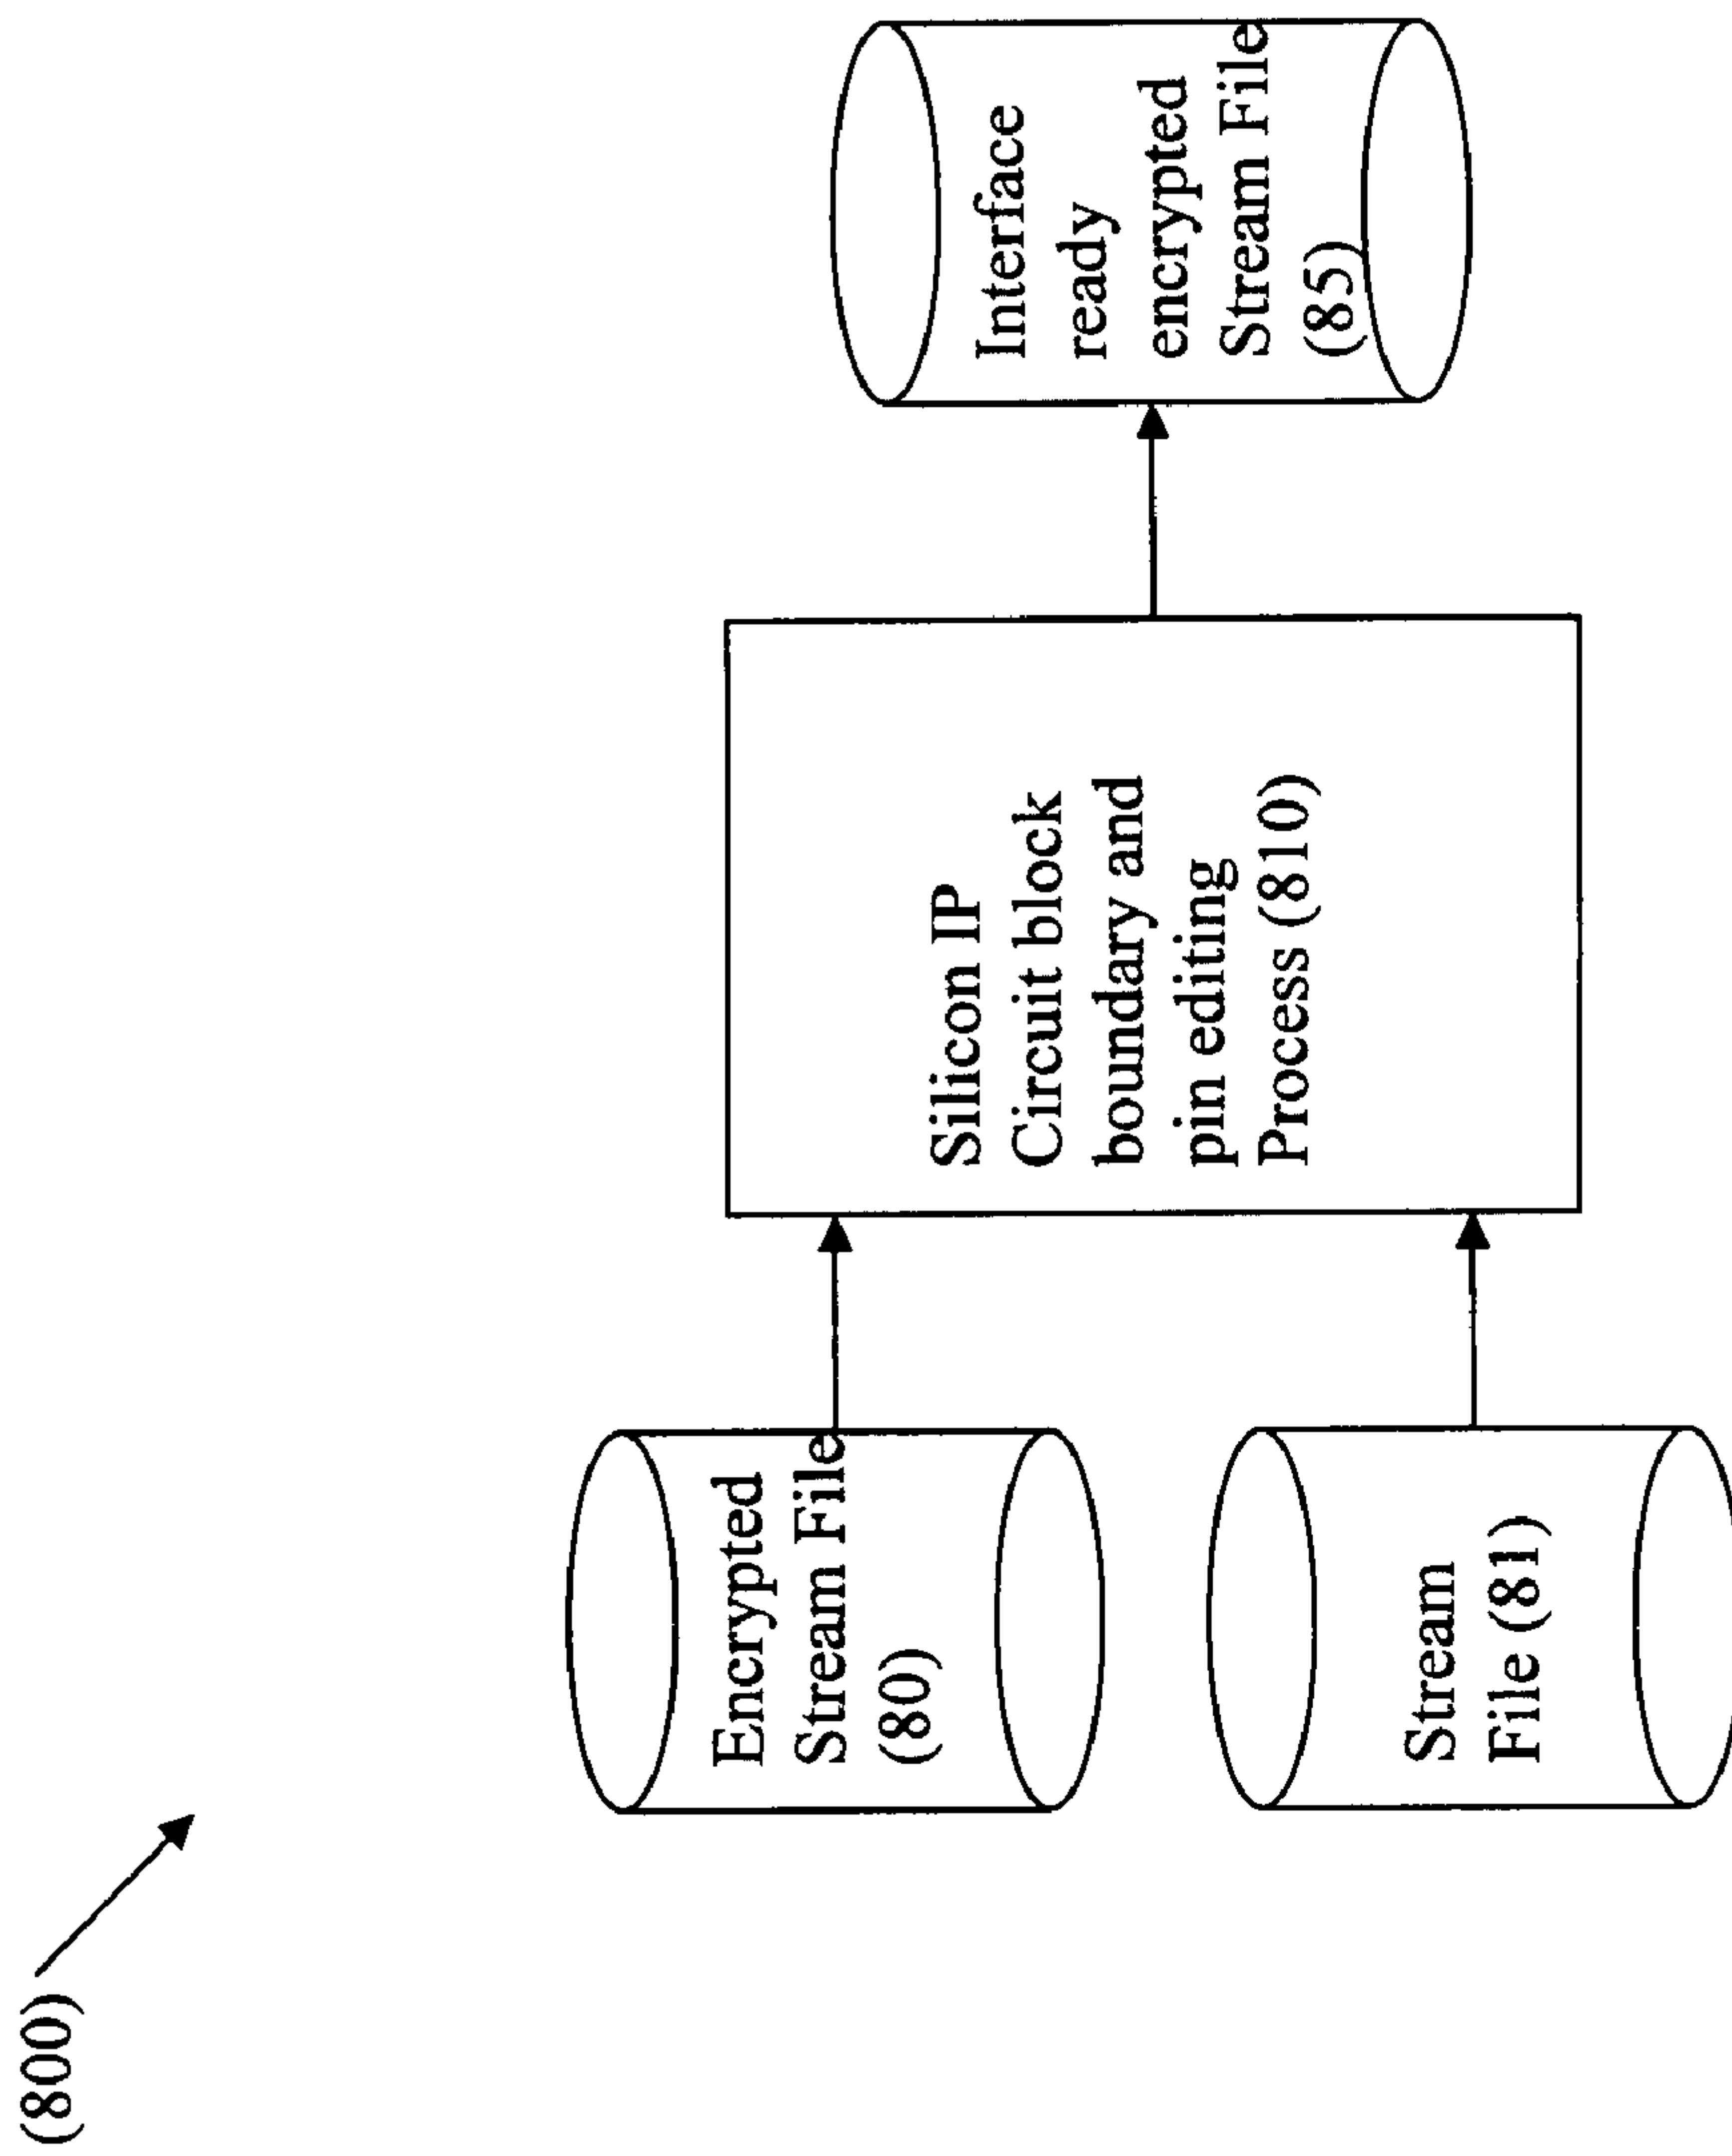 (800)
Encrypted
Stream File
(80)
Stream
File (81)
Silicon IP
Circuit block
boundary and
pin editing
Process (810)
Interface
ready
encrypted
Stream File
(85)